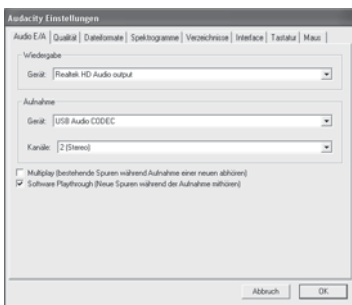 Audacity Einstellungen
Audio E/A Qualität Dateiformate Spektrogramme Verzeichnisse Interface Tastatur Maus
Wiedergabe
Gerät: Realtek HD Audio output
Aufnahme
Gerät: USB Audio CODEC
Kanäle: 2 (Stereo)
Multiplay (bestehende Spuren während Aufnahme einer neuen abhören)
Software Playthrough (Neue Spuren während der Aufnahme mithören)
Abbruch OK